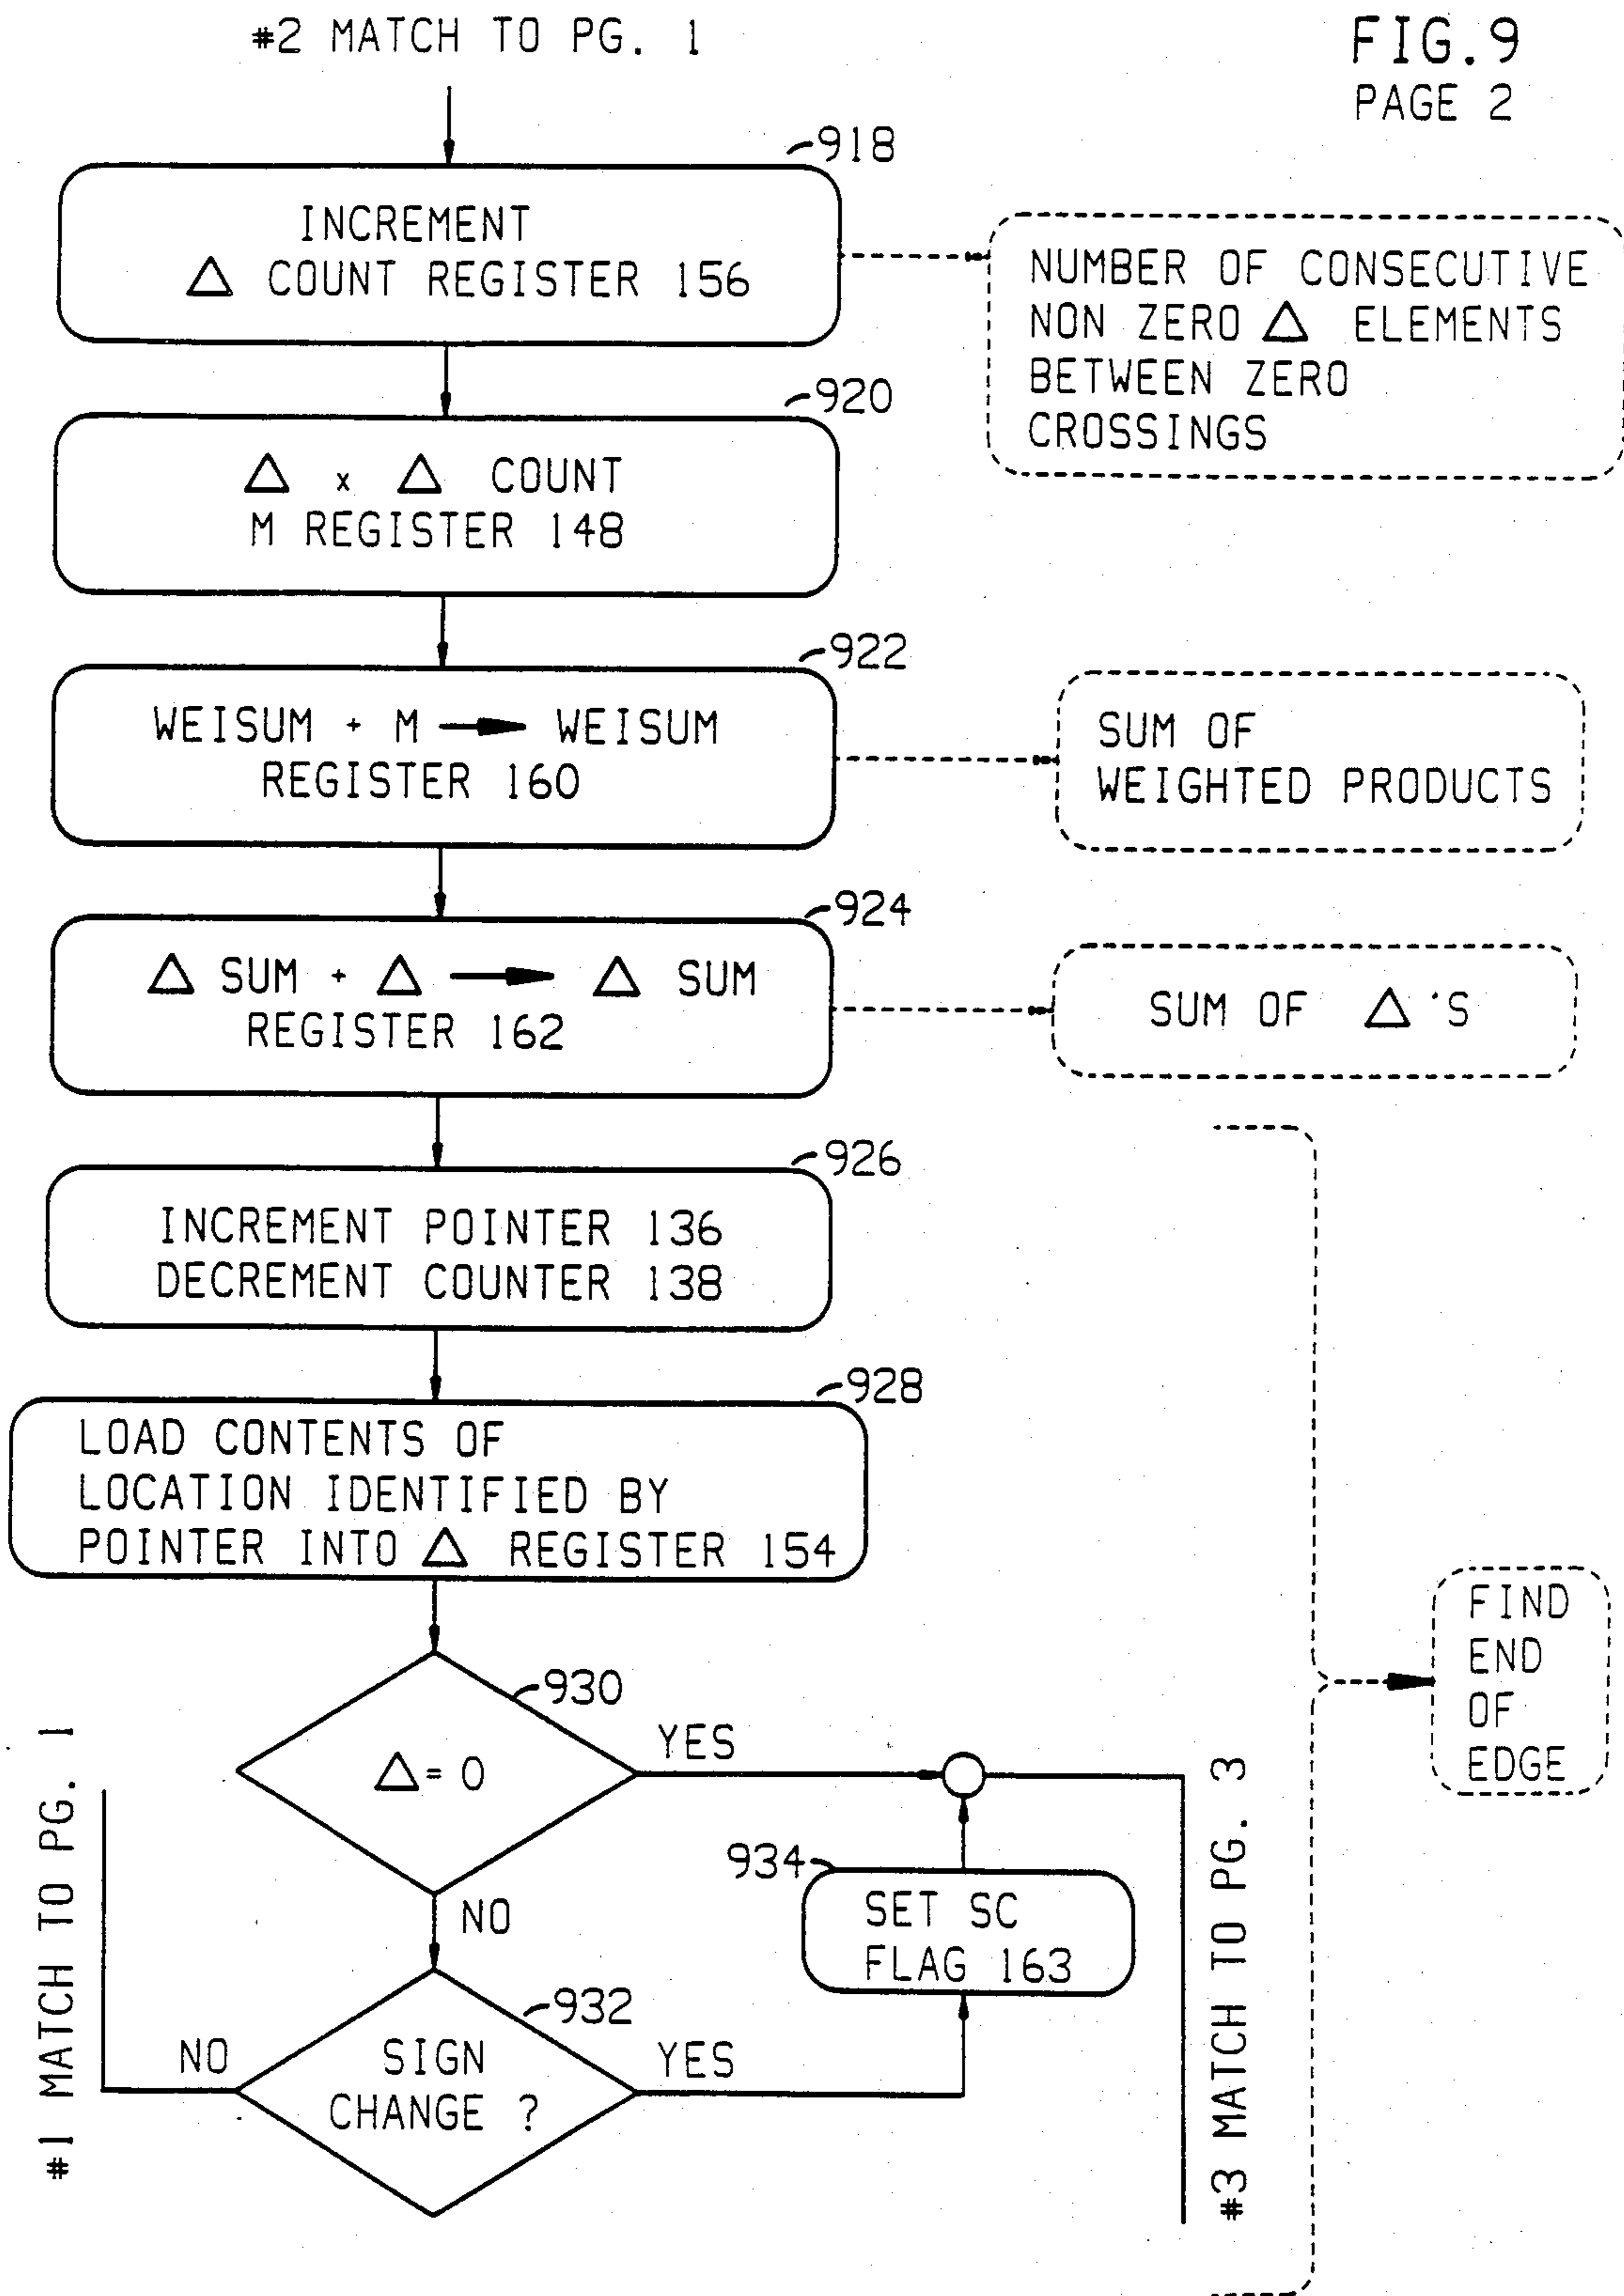 #2 MATCH TO PG. 1
FIG.9
PAGE 2
918
INCREMENT
△ COUNT REGISTER 156
NUMBER OF CONSECUTIVE
NON ZERO △ ELEMENTS
BETWEEN ZERO
CROSSINGS
920
△ x △ COUNT
M REGISTER 148
922
WEISUM + M → WEISUM
REGISTER 160
SUM OF
WEIGHTED PRODUCTS
924
△ SUM + △ → △ SUM
REGISTER 162
SUM OF △'S
926
INCREMENT POINTER 136
DECREMENT COUNTER 138
928
LOAD CONTENTS OF
LOCATION IDENTIFIED BY
POINTER INTO △ REGISTER 154
930
△= 0
YES
NO
FIND
END
OF
EDGE
934
SET SC
FLAG 163
932
SIGN
CHANGE ?
NO
YES
#1 MATCH TO PG. 1
#3 MATCH TO PG. 3